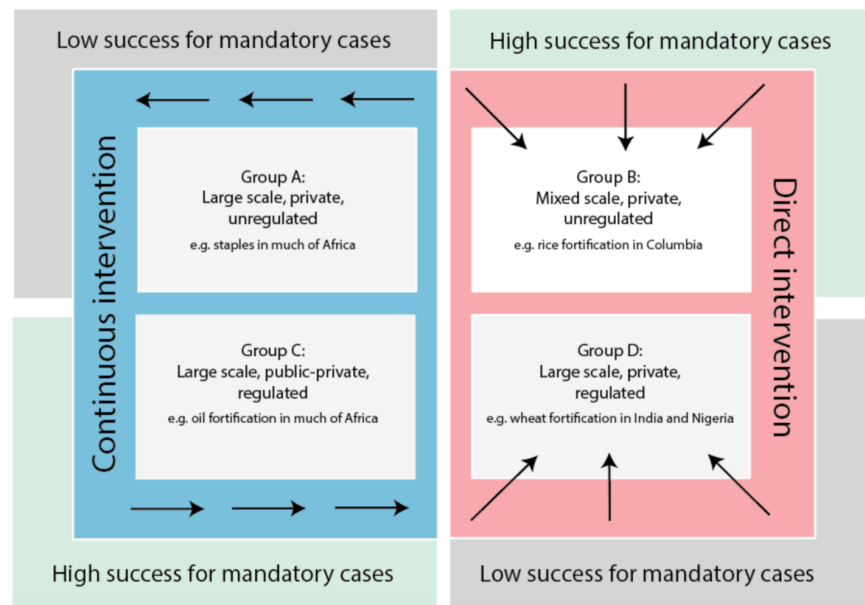 Low success for mandatory cases
High success for mandatory cases
Continuous intervention
Group A:
Large scale, private,
unregulated
e.g. staples in much of Africa
Group B:
Mixed scale, private,
unregulated
e.g. rice fortification in Columbia
Direct intervention
Group C:
Large scale, public-private,
regulated
e.g. oil fortification in much of Africa
Group D:
Large scale, private,
regulated
e.g. wheat fortification in India and Nigeria
High success for mandatory cases
Low success for mandatory cases